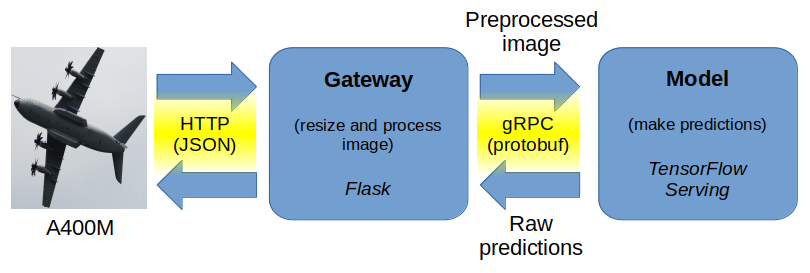 A400M
HTTP
(JSON)
Gateway
(resize and process
image)
Flask
Preprocessed
image
gRPC
(protobuf)
Raw
predictions
Model
(make predictions)
TensorFlow
Serving